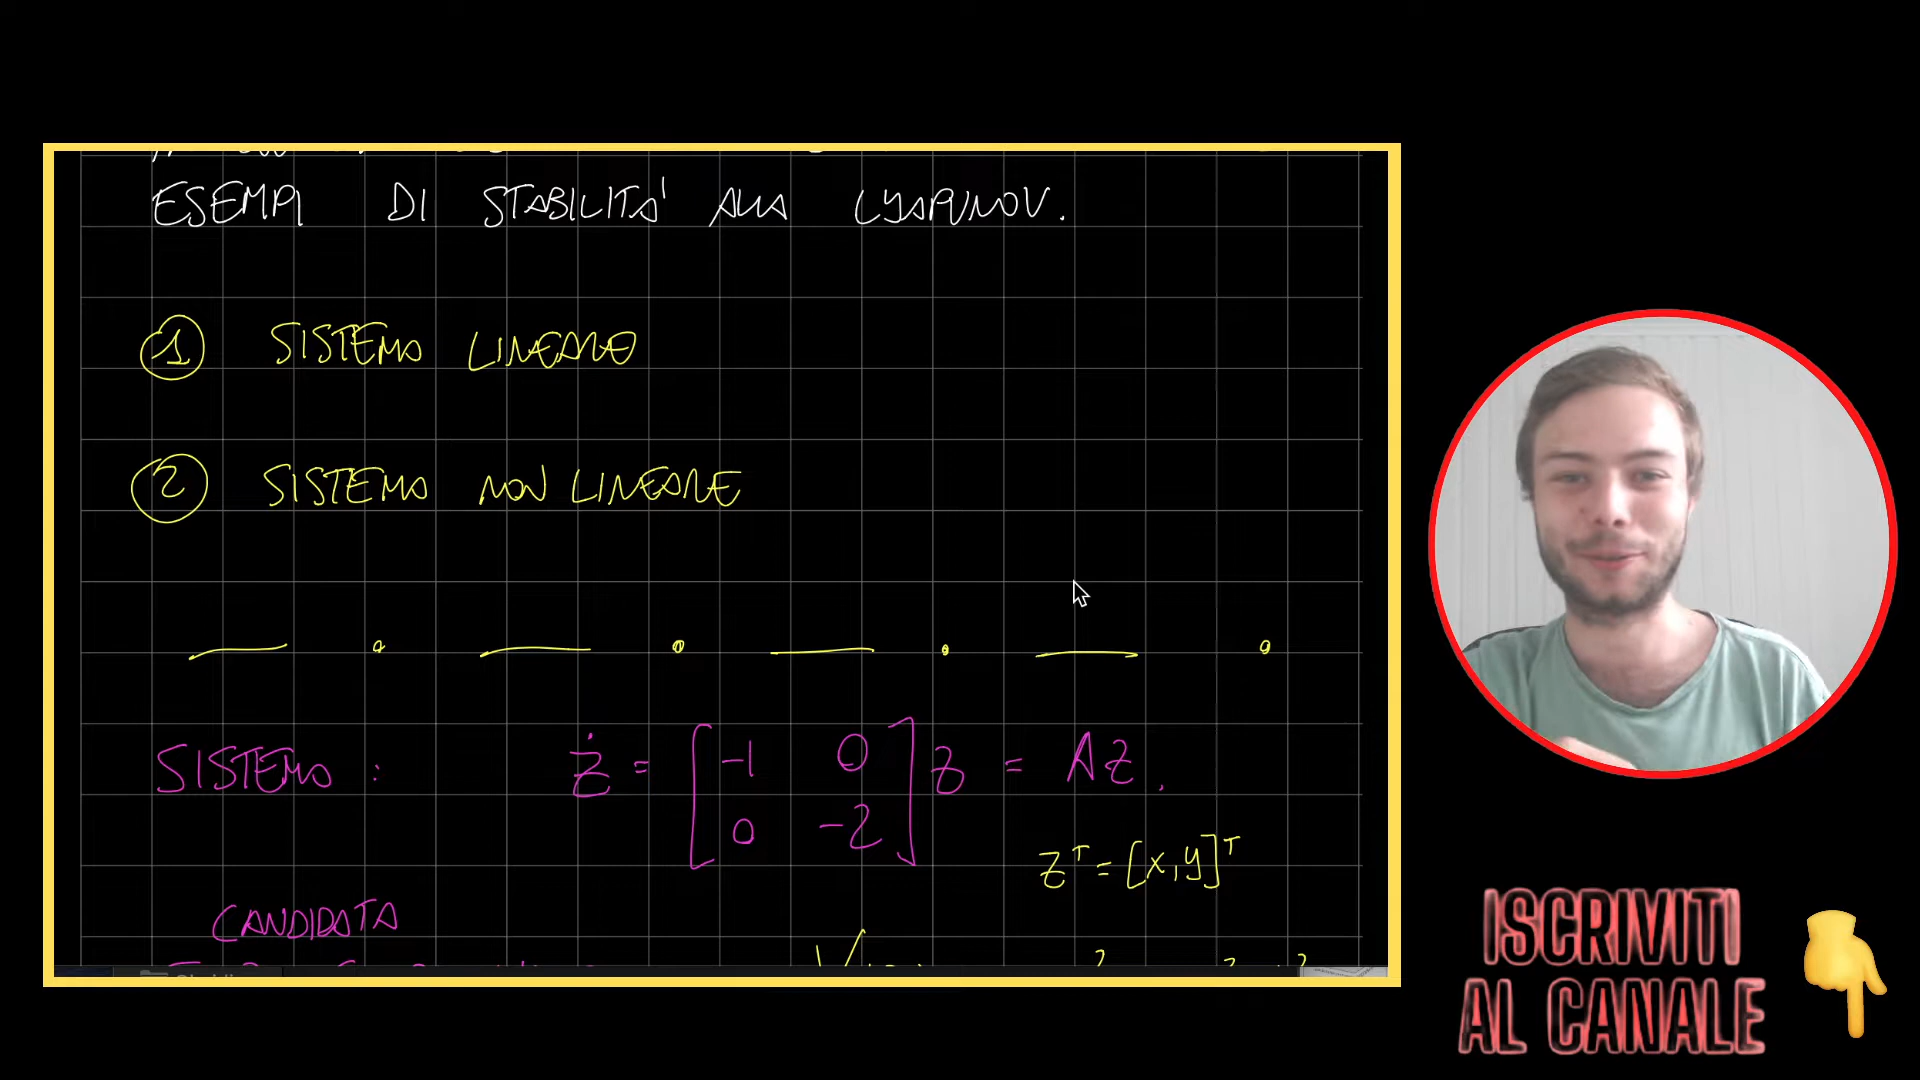 ESEMPI DI STABILITA' ALLA LYAPUNOV.
1 SISTEMA LINEARE
2 SISTEMA NON LINEARE
SISTEMA : ż = [-1 0 0 -2] z = Az.
zᵀ = [x, y]ᵀ
CANDIDATA
ISCRIVITI
AL CANALE